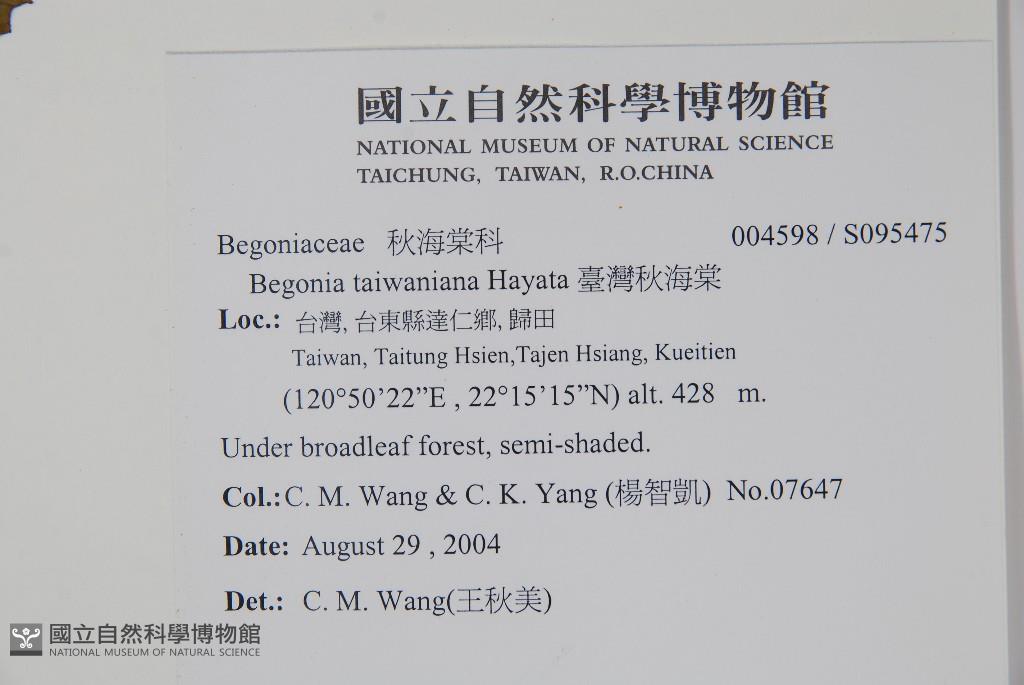 國立自然科學博物館
NATIONAL MUSEUM OF NATURAL SCIENCE
TAICHUNG, TAIWAN, R.O.CHINA
Begoniaceae 秋海棠科 004598 / S095475
Begonia taiwaniana Hayata 臺灣秋海棠
Loc.: 台灣, 台東縣達仁鄉, 歸田
Taiwan, Taitung Hsien,Tajen Hsiang, Kueitien
(120°50’22”E , 22°15’15”N) alt. 428 m.
Under broadleaf forest, semi-shaded.
Col.:C. M. Wang & C. K. Yang (楊智凱) No.07647
Date: August 29 , 2004
Det.: C. M. Wang(王秋美)
國立自然科學博物館
NATIONAL MUSEUM OF NATURAL SCIENCE